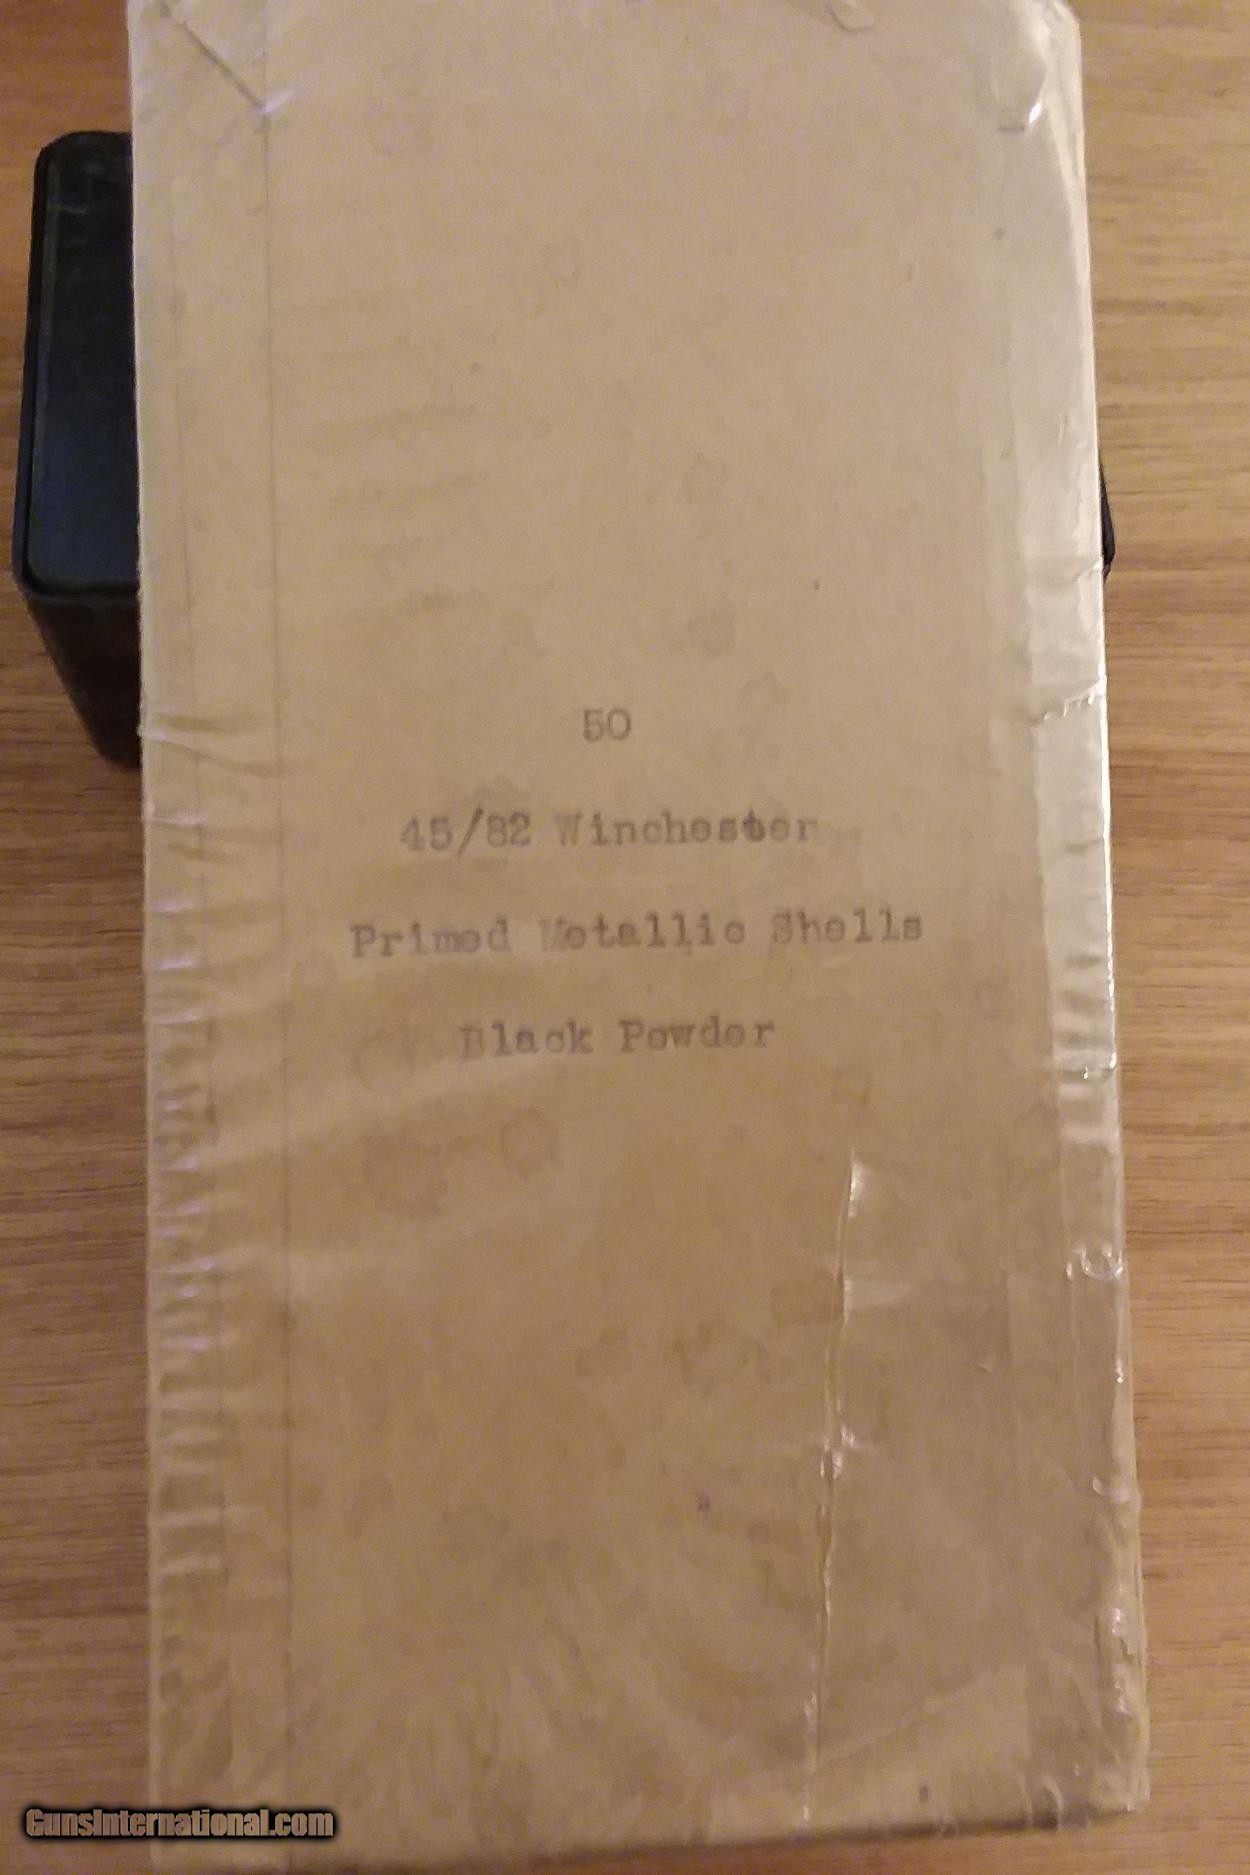 50
45/82 Winchester
Primed Metallic Shells
Black Powder
GunsInternational.com